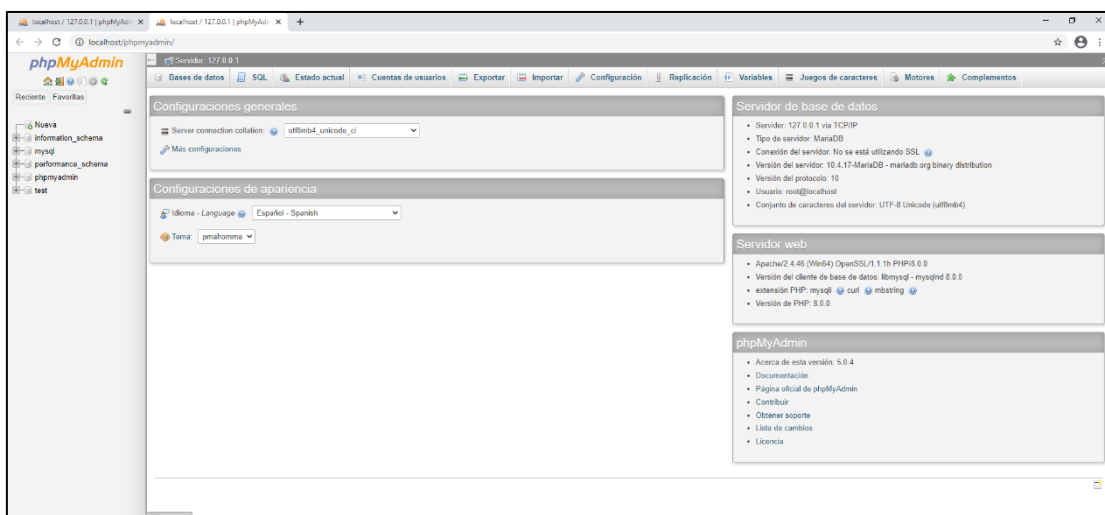 localhost / 127.0.0.1 | phpMyAdm
localhost / 127.0.0.1 | phpMyAdm
localhost/phpmyadmin/
phpMyAdmin
Reciente Favoritas
Nueva
information_schema
mysql
performance_schema
phpmyadmin
test
Servidor: 127.0.0.1
Bases de datos SQL Estado actual Cuentas de usuarios Exportar Importar Configuración Replicación Variables Juegos de caracteres Motores Complementos
Configuraciones generales
Server connection collation: utf8mb4_unicode_ci
Más configuraciones
Configuraciones de apariencia
Idioma - Language Español - Spanish
Tema: pmahomme
Servidor de base de datos
• Servidor: 127.0.0.1 via TCP/IP
• Tipo de servidor: MariaDB
• Conexión del servidor: No se está utilizando SSL
• Versión del servidor: 10.4.17-MariaDB - mariadb.org binary distribution
• Versión del protocolo: 10
• Usuario: root@localhost
• Conjunto de caracteres del servidor: UTF-8 Unicode (utf8mb4)
Servidor web
• Apache/2.4.46 (Win64) OpenSSL/1.1.1h PHP/8.0.0
• Versión del cliente de base de datos: libmysql - mysqlnd 8.0.0
• extensión PHP: mysqli curl mbstring
• Versión de PHP: 8.0.0
phpMyAdmin
• Acerca de esta versión: 5.0.4
• Documentación
• Página oficial de phpMyAdmin
• Contribuir
• Obtener soporte
• Lista de cambios
• Licencia